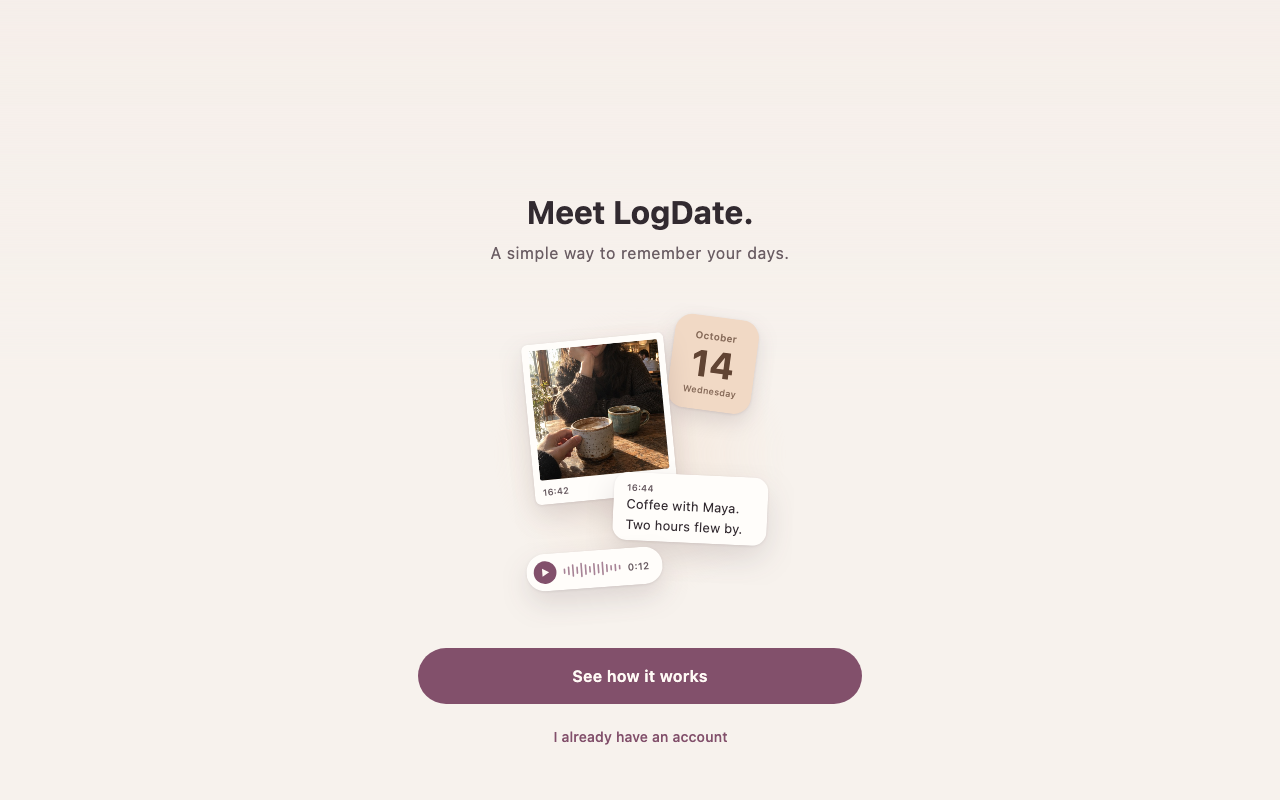 Meet LogDate.
A simple way to remember your days.
October
14
Wednesday
16:42
16:44
Coffee with Maya.
Two hours flew by.
0:12
See how it works
I already have an account